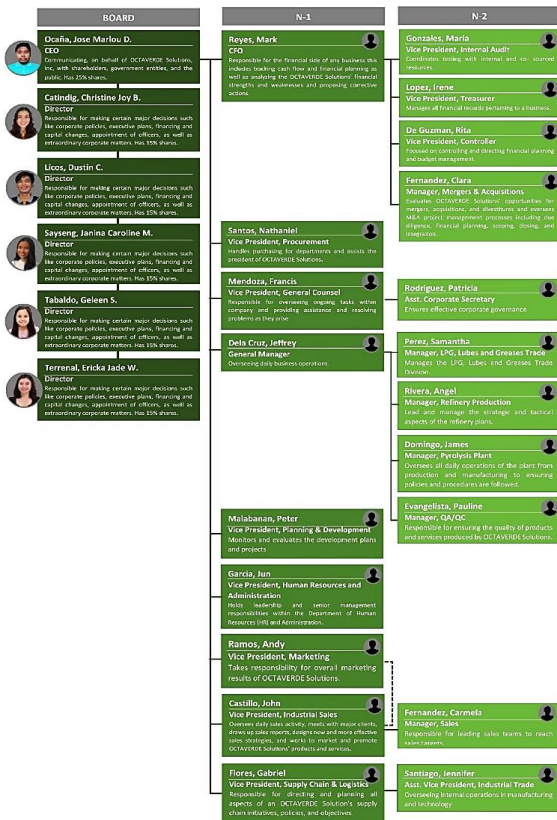 BOARD
Ocaña, Jose Marlou D.
CEO
Communicating, on behalf of OCTAVERDE Solutions,
Inc, with shareholders, government entities, and the
public. Has 25% shares.
Catindig, Christine Joy B.
Director
Responsible for making certain major decisions such
like corporate policies, executive plans, financing and
capital changes, appointment of officers, as well as
extraordinary corporate matters. Has 15% shares.
Licos, Dustin C.
Director
Responsible for making certain major decisions such
like corporate policies, executive plans, financing and
capital changes, appointment of officers, as well as
extraordinary corporate matters. Has 15% shares.
Sayseng, Janina Caroline M.
Director
Responsible for making certain major decisions such
like corporate policies, executive plans, financing and
capital changes, appointment of officers, as well as
extraordinary corporate matters. Has 15% shares.
Tabaldo, Geleen S.
Director
Responsible for making certain major decisions such
like corporate policies, executive plans, financing and
capital changes, appointment of officers, as well as
extraordinary corporate matters. Has 15% shares.
Terrenal, Ericka Jade W.
Director
Responsible for making certain major decisions such
like corporate policies, executive plans, financing and
capital changes, appointment of officers, as well as
extraordinary corporate matters. Has 15% shares.
N-1
Reyes, Mark
CFO
Responsible for the financial side of any business this
includes tracking cash flow and financial planning as
well as analyzing the OCTAVERDE Solutions' financial
strengths and weaknesses and proposing corrective
actions.
Santos, Nathaniel
Vice President, Procurement
Handles purchasing for departments and assists the
president of OCTAVERDE Solutions.
Mendoza, Francis
Vice President, General Counsel
Responsible for overseeing ongoing tasks within
company and providing assistance and resolving
problems as they arise
Dela Cruz, Jeffrey
General Manager
Overseeing daily business operations.
Malabanan, Peter
Vice President, Planning & Development
Monitors and evaluates the development plans
and projects
Garcia, Jun
Vice President, Human Resources and
Administration
Holds leadership and senior management
responsibilities within the Department of Human
Resources (HR) and Administration.
Ramos, Andy
Vice President, Marketing
Takes responsibility for overall marketing
results of OCTAVERDE Solutions.
Castillo, John
Vice President, Industrial Sales
Oversees daily sales activity, meets with major clients,
draws up sales reports, designs new and more effective
sales strategies, and works to market and promote
OCTAVERDE Solutions' products and services.
Flores, Gabriel
Vice President, Supply Chain & Logistics
Responsible for directing and planning all
aspects of an OCTAVERDE Solution's supply
chain initiatives, policies, and objectives
N-2
Gonzales, Maria
Vice President, Internal Audit
Coordinates testing with internal and co- sourced
resources.
Lopez, Irene
Vice President, Treasurer
Manages all financial records pertaining to a business.
De Guzman, Rita
Vice President, Controller
Focused on controlling and directing financial planning
and budget management.
Fernandez, Clara
Manager, Mergers & Acquisitions
Evaluates OCTAVERDE Solutions' opportunities for
mergers, acquisitions, and divestitures and oversees
M&A project management processes including due
diligence, financial planning, scoping, closing, and
integration.
Rodriguez, Patricia
Asst. Corporate Secretary
Ensures effective corporate governance
Perez, Samantha
Manager, LPG, Lubes and Greases Trade
Manages the LPG, Lubes and Greases Trade
Division.
Rivera, Angel
Manager, Refinery Production
Lead and manage the strategic and tactical
aspects of the refinery plans.
Domingo, James
Manager, Pyrolysis Plant
Oversees all daily operations of the plant from
production and manufacturing to ensuring
policies and procedures are followed.
Evangelista, Pauline
Manager, QA/QC
Responsible for ensuring the quality of products
and services produced by OCTAVERDE Solutions.
Fernandez, Carmela
Manager, Sales
Responsible for leading sales teams to reach
sales targets.
Santiago, Jennifer
Asst. Vice President, Industrial Trade
Overseeing internal operations in manufacturing
and technology